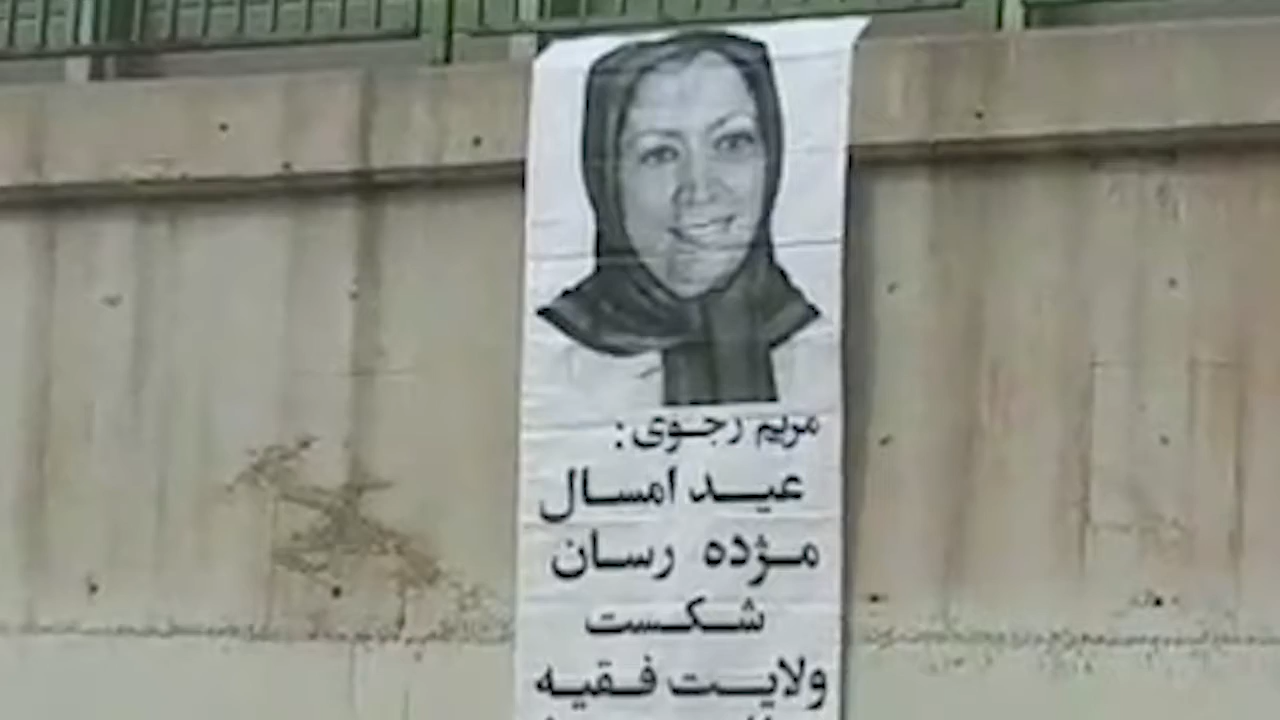 مریم رجوی:
عید امسال
مژده رسان
شکست
ولایت فقیه